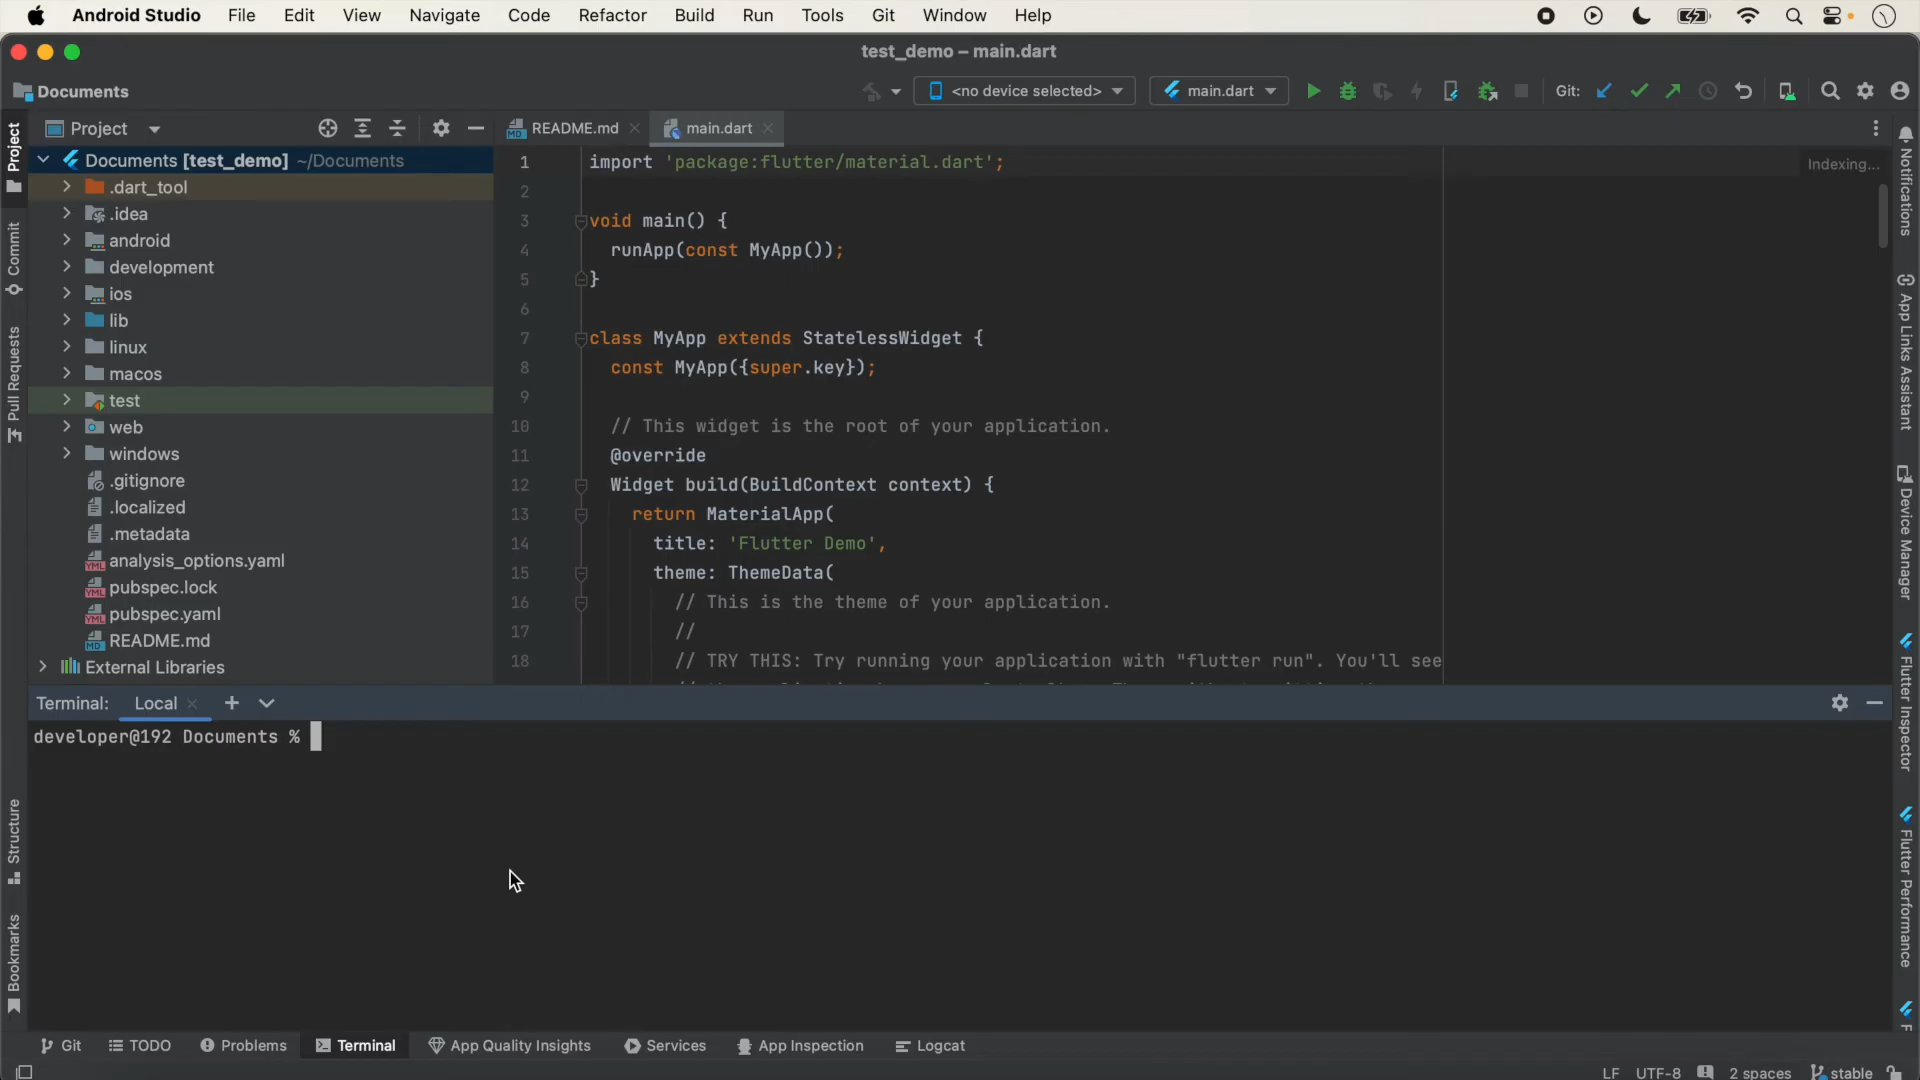 Android Studio File Edit View Navigate Code Refactor Build Run Tools Git Window Help
test_demo – main.dart
Documents
<no device selected> main.dart Git:
Project
README.md main.dart
Documents [test_demo] ~/Documents
.dart_tool
.idea
android
development
ios
lib
linux
macos
test
web
windows
.gitignore
.localized
.metadata
analysis_options.yaml
pubspec.lock
pubspec.yaml
README.md
External Libraries
1 import 'package:flutter/material.dart';
Indexing...
2
3 void main() {
4 runApp(const MyApp());
5 }
6
7 class MyApp extends StatelessWidget {
8 const MyApp({super.key});
9
10 // This widget is the root of your application.
11 @override
12 Widget build(BuildContext context) {
13 return MaterialApp(
14 title: 'Flutter Demo',
15 theme: ThemeData(
16 // This is the theme of your application.
17 //
18 // TRY THIS: Try running your application with "flutter run". You'll see
Terminal: Local
developer@192 Documents %
Project
Commit
Pull Requests
Structure
Bookmarks
Notifications
App Links Assistant
Device Manager
Flutter Inspector
Flutter Performance
Git TODO Problems Terminal App Quality Insights Services App Inspection Logcat
LF UTF-8 2 spaces stable